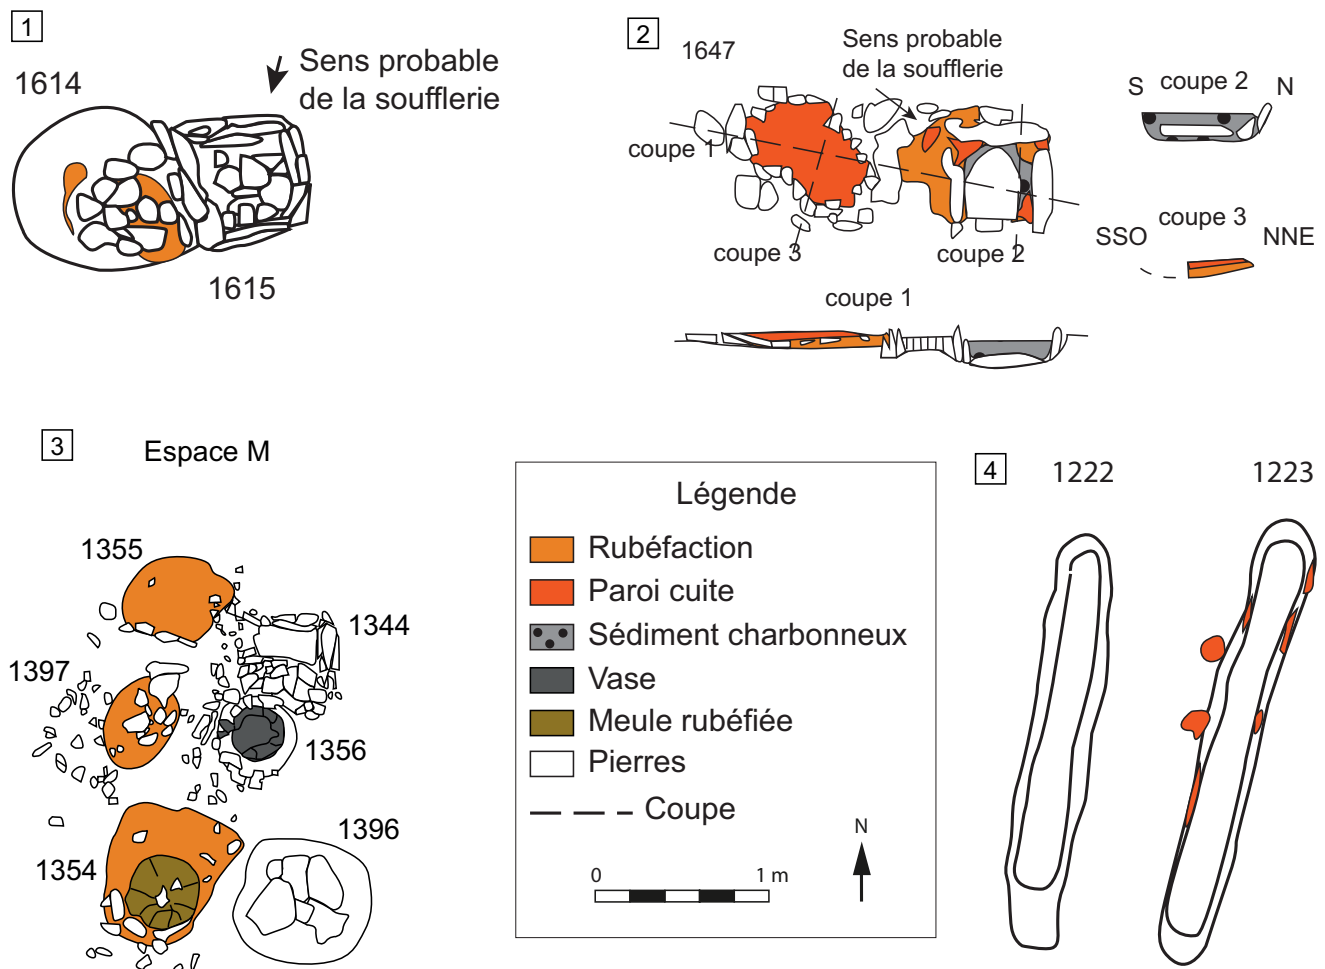 1
1614
Sens probable
de la soufflerie
1615
2
1647
Sens probable
de la soufflerie
coupe 1
coupe 3
coupe 2
S coupe 2 N
coupe 3
SSO NNE
coupe 1
3
Espace M
1355
1344
1397
1356
1396
1354
Légende
Rubéfaction
Paroi cuite
Sédiment charbonneux
Vase
Meule rubéfiée
Pierres
Coupe
N
0 1 m
4
1222
1223